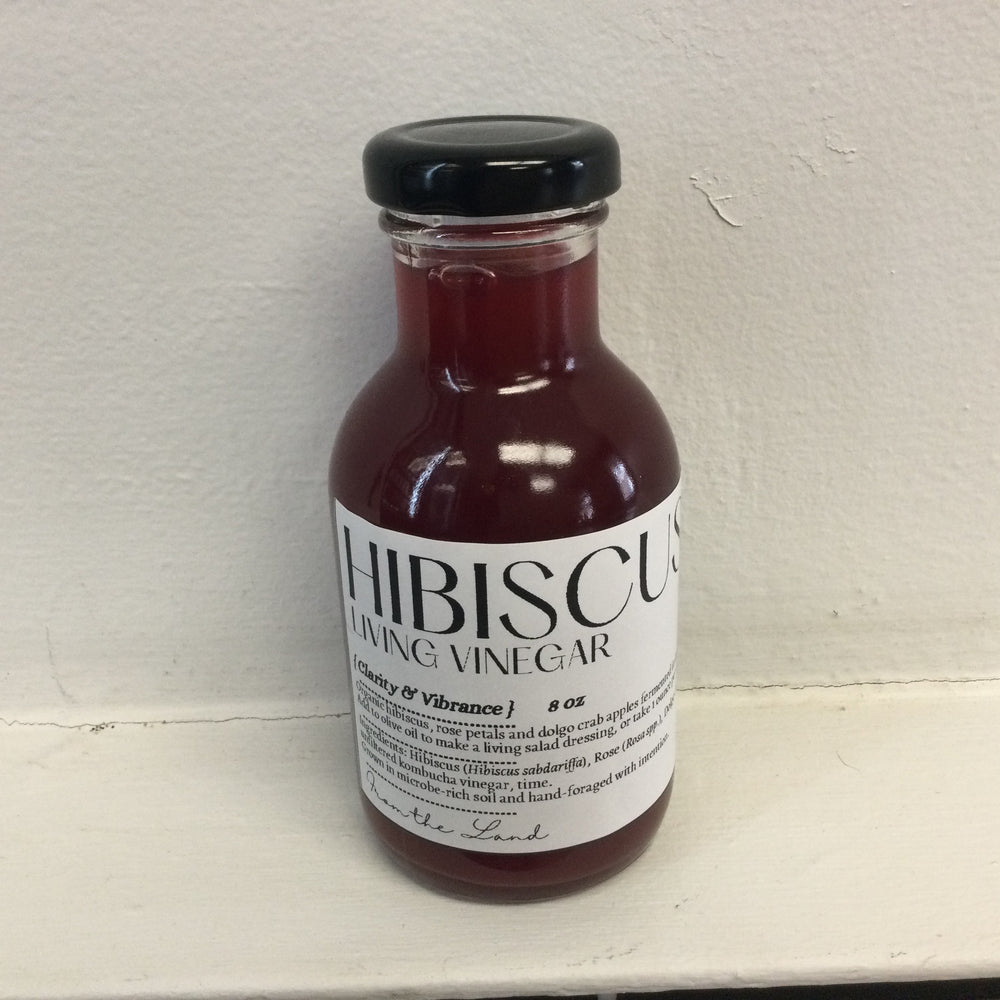 HIBISCUS
LIVING VINEGAR
{Clarity & Vibrance} 8 oz
Organic hibiscus, rose petals and dolgo crab apples fermented
Add to olive oil to make a living salad dressing, or take 1 ounce
Ingredients: Hibiscus (Hibiscus sabdariffa), Rose (Rosa spp.),
unfiltered kombucha vinegar, time.
Grown in microbe-rich soil and hand-foraged with intention.
From the Land